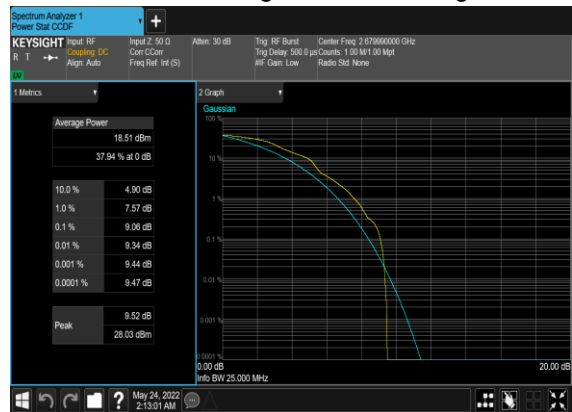 Spectrum Analyzer 1
Power Stat CCDF
KEYSIGHT
R T
Input: RF
Coupling: DC
Align: Auto
Input Z: 50 Ω
Corr CCorr
Freq Ref: Int (S)
Atten: 30 dB
Trig: RF Burst
Trig Delay: 500.0 µs
#IF Gain: Low
Center Freq: 2.679990000 GHz
Counts: 1.00 M/1.00 Mpt
Radio Std: None
1 Metrics
Average Power
18.51 dBm
37.94 % at 0 dB
10.0 % 4.90 dB
1.0 % 7.57 dB
0.1 % 9.06 dB
0.01 % 9.34 dB
0.001 % 9.44 dB
0.0001 % 9.47 dB
Peak
9.52 dB
28.03 dBm
2 Graph
Gaussian
100 %
10 %
1 %
0.1 %
0.01 %
0.001 %
0.0001 %
0.00 dB 20.00 dB
Info BW 25.000 MHz
May 24, 2022
2:13:01 AM